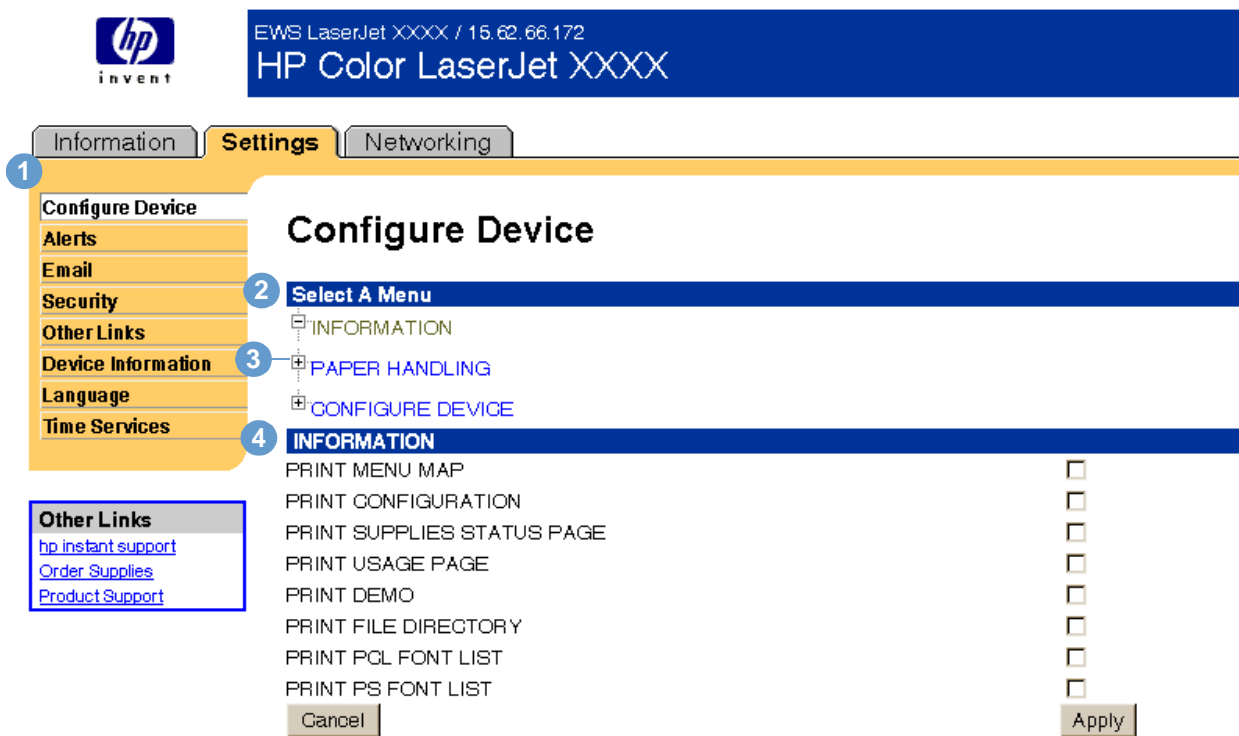 hp
invent
EWS LaserJet XXXX / 15.62.66.172
HP Color LaserJet XXXX
Information
Settings
Networking
1
Configure Device
Alerts
Email
Security
Other Links
Device Information
Language
Time Services
Other Links
hp instant support
Order Supplies
Product Support
Configure Device
2 Select A Menu
INFORMATION
3 PAPER HANDLING
CONFIGURE DEVICE
4 INFORMATION
PRINT MENU MAP
PRINT CONFIGURATION
PRINT SUPPLIES STATUS PAGE
PRINT USAGE PAGE
PRINT DEMO
PRINT FILE DIRECTORY
PRINT PCL FONT LIST
PRINT PS FONT LIST
Cancel
Apply